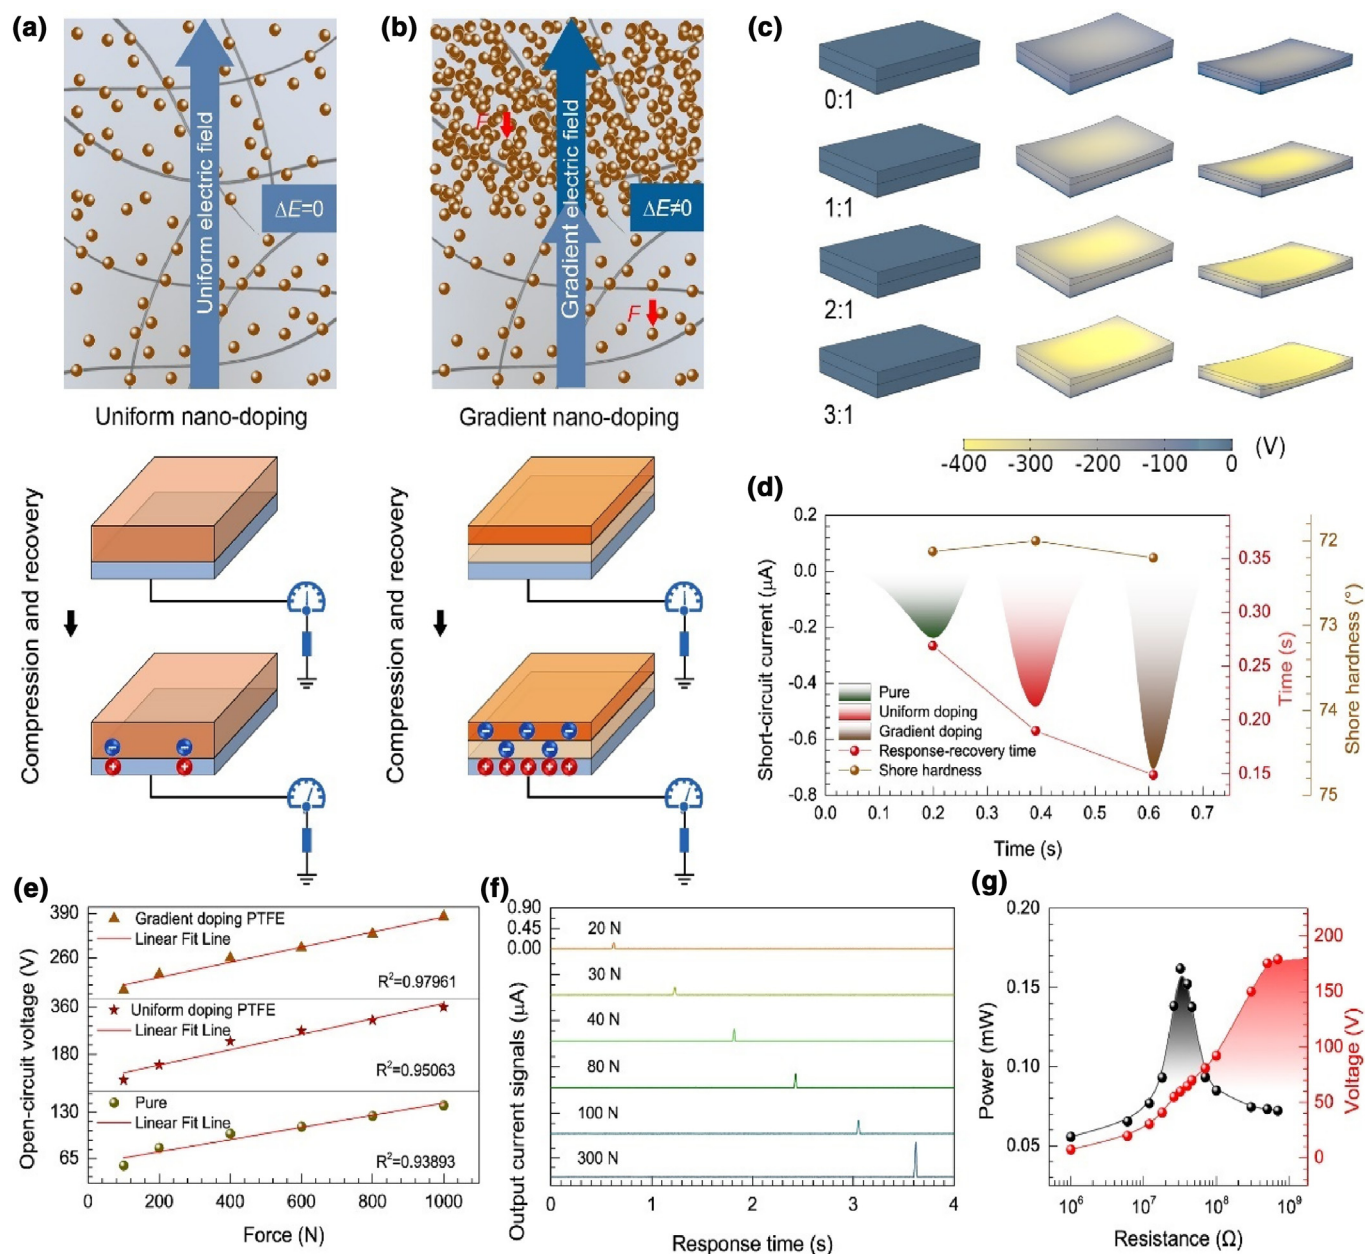 (a)
Uniform electric field
ΔE=0
Uniform nano-doping
(b)
F
Gradient electric field
ΔE≠0
F
Gradient nano-doping
(c)
0:1
1:1
2:1
3:1
-400 -300 -200 -100 0 (V)
Compression and recovery
Compression and recovery
(d)
Short-circuit current (μA)
0.2
0.0
-0.2
-0.4
-0.6
-0.8
Pure
Uniform doping
Gradient doping
Response-recovery time
Shore hardness
0.0 0.1 0.2 0.3 0.4 0.5 0.6 0.7
Time (s)
0.35
0.30
0.25
0.20
0.15
Time (s)
72
73
74
75
Shore hardness (°)
(e)
Open-circuit voltage (V)
390
260
Gradient doping PTFE
Linear Fit Line
R²=0.97961
360
180
Uniform doping PTFE
Linear Fit Line
R²=0.95063
130
65
Pure
Linear Fit Line
R²=0.93893
0 200 400 600 800 1000
Force (N)
(f)
Output current signals (μA)
0.90
0.45
0.00
20 N
30 N
40 N
80 N
100 N
300 N
0 1 2 3 4
Response time (s)
(g)
Power (mW)
0.20
0.15
0.10
0.05
200
150
100
50
0
Voltage (V)
10⁶ 10⁷ 10⁸ 10⁹
Resistance (Ω)